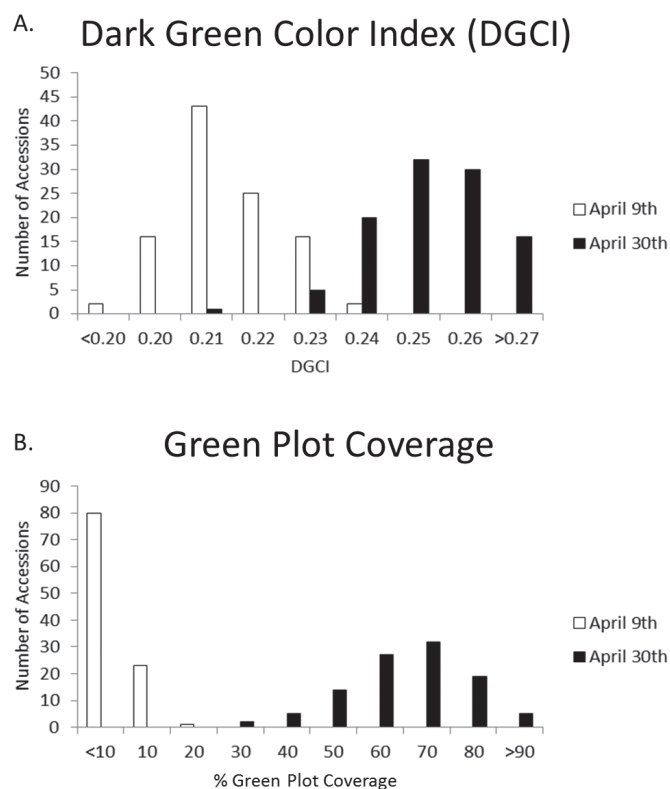 A.
Dark Green Color Index (DGCI)
50
45
40
35
30
25
20
15
10
5
0
Number of Accessions
<0.20 0.20 0.21 0.22 0.23 0.24 0.25 0.26 >0.27
DGCI
April 9th
April 30th
B.
Green Plot Coverage
90
80
70
60
50
40
30
20
10
0
Number of Accessions
<10 10 20 30 40 50 60 70 80 >90
% Green Plot Coverage
April 9th
April 30th